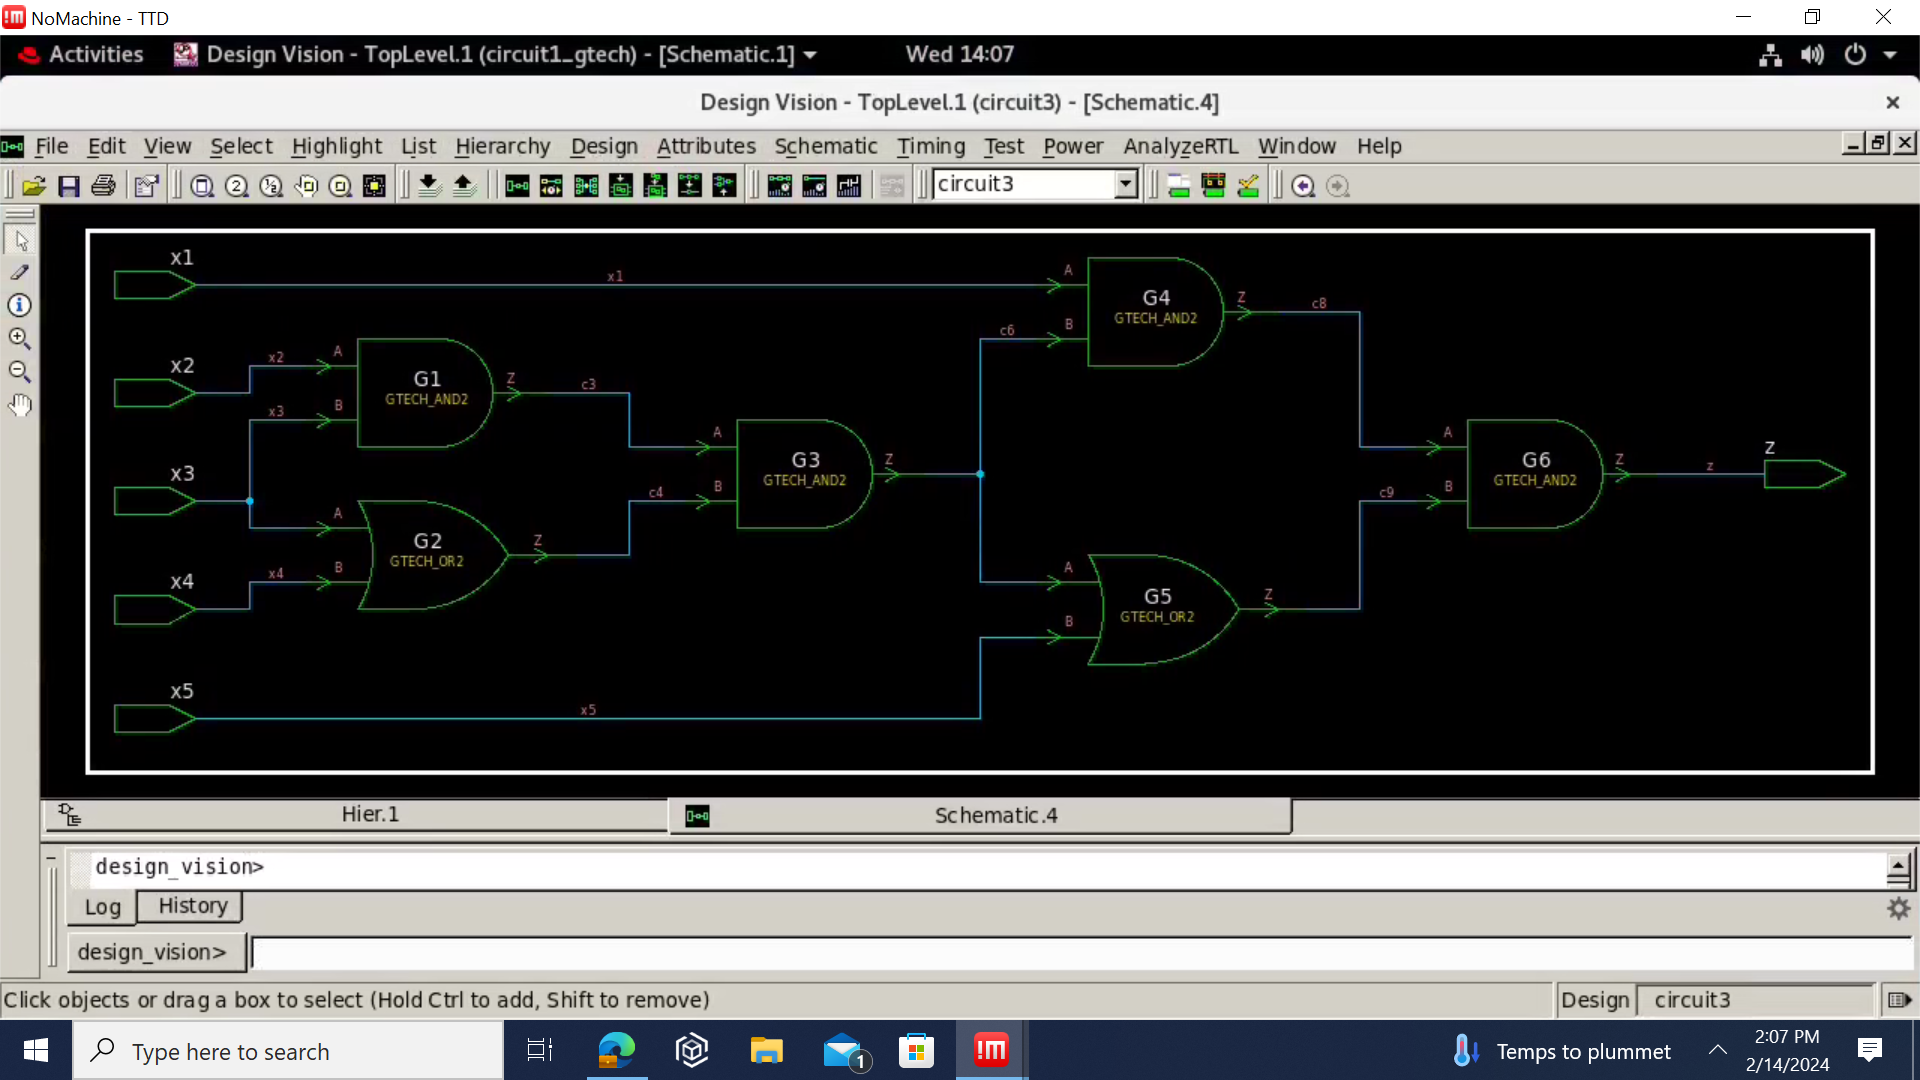 NoMachine - TTD
Activities Design Vision - TopLevel.1 (circuit1_gtech) - [Schematic.1] Wed 14:07
Design Vision - TopLevel.1 (circuit3) - [Schematic.4]
File Edit View Select Highlight List Hierarchy Design Attributes Schematic Timing Test Power AnalyzeRTL Window Help
circuit3
x1
x1
A
G4
GTECH_AND2
Z
c8
c6
B
x2
x2
A
G1
GTECH_AND2
Z
c3
x3
B
A
G3
GTECH_AND2
Z
A
G6
GTECH_AND2
Z
z
Z
x3
c4
B
c9
B
A
G2
GTECH_OR2
Z
x4
x4
B
A
G5
GTECH_OR2
Z
B
x5
x5
Hier.1 Schematic.4
design_vision>
Log History
design_vision>
Click objects or drag a box to select (Hold Ctrl to add, Shift to remove) Design circuit3
Type here to search 1 !M Temps to plummet 2:07 PM
2/14/2024